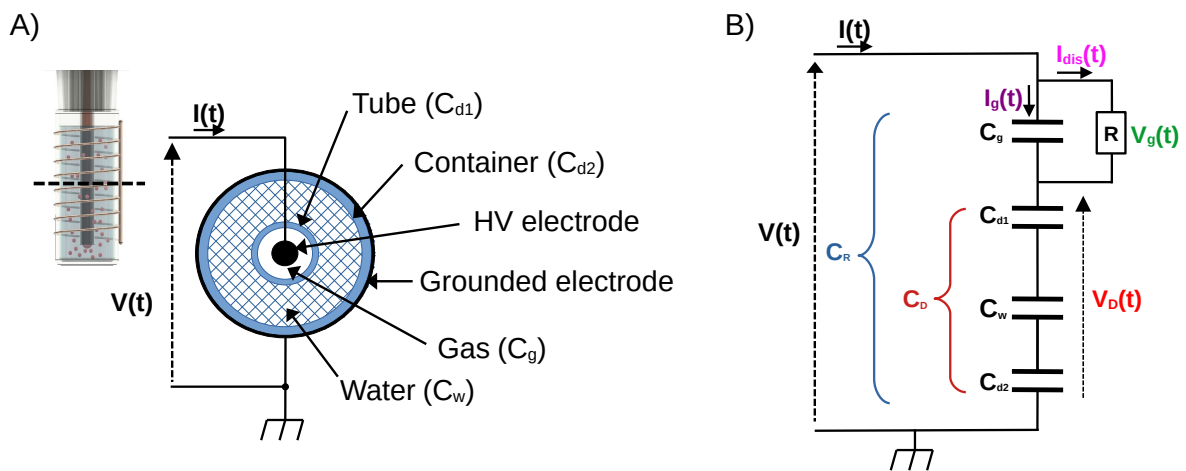 A)
I(t)
V(t)
Tube (Cd1)
Container (Cd2)
HV electrode
Grounded electrode
Gas (Cg)
Water (Cw)
B)
I(t)
Idis(t)
Ig(t)
Cg
R
Vg(t)
Cd1
V(t)
CR
CD
Cw
VD(t)
Cd2